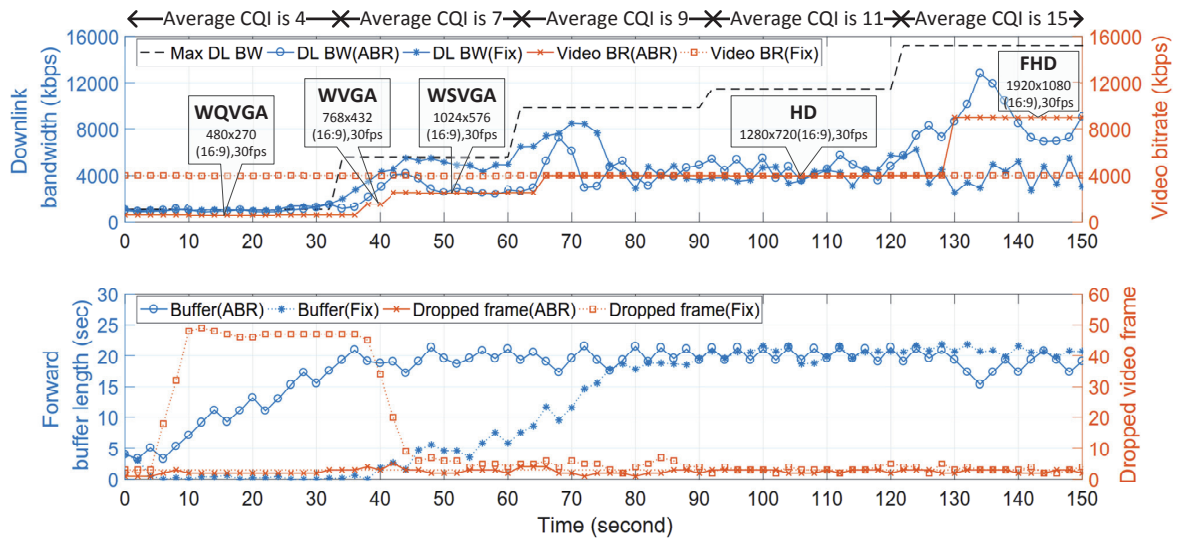 Average CQI is 4 Average CQI is 7 Average CQI is 9 Average CQI is 11 Average CQI is 15
Downlink bandwidth (kbps)
16000
12000
8000
4000
0
Max DL BW DL BW(ABR) DL BW(Fix) Video BR(ABR) Video BR(Fix)
WQVGA
480x270
(16:9),30fps
WVGA
768x432
(16:9),30fps
WSVGA
1024x576
(16:9),30fps
HD
1280x720(16:9),30fps
FHD
1920x1080
(16:9),30fps
16000
12000
8000
4000
0
Video bitrate (kbps)
0 10 20 30 40 50 60 70 80 90 100 110 120 130 140 150
Forward buffer length (sec)
30
25
20
15
10
5
0
Buffer(ABR) Buffer(Fix) Dropped frame(ABR) Dropped frame(Fix)
60
50
40
30
20
10
0
Dropped video frame
0 10 20 30 40 50 60 70 80 90 100 110 120 130 140 150
Time (second)